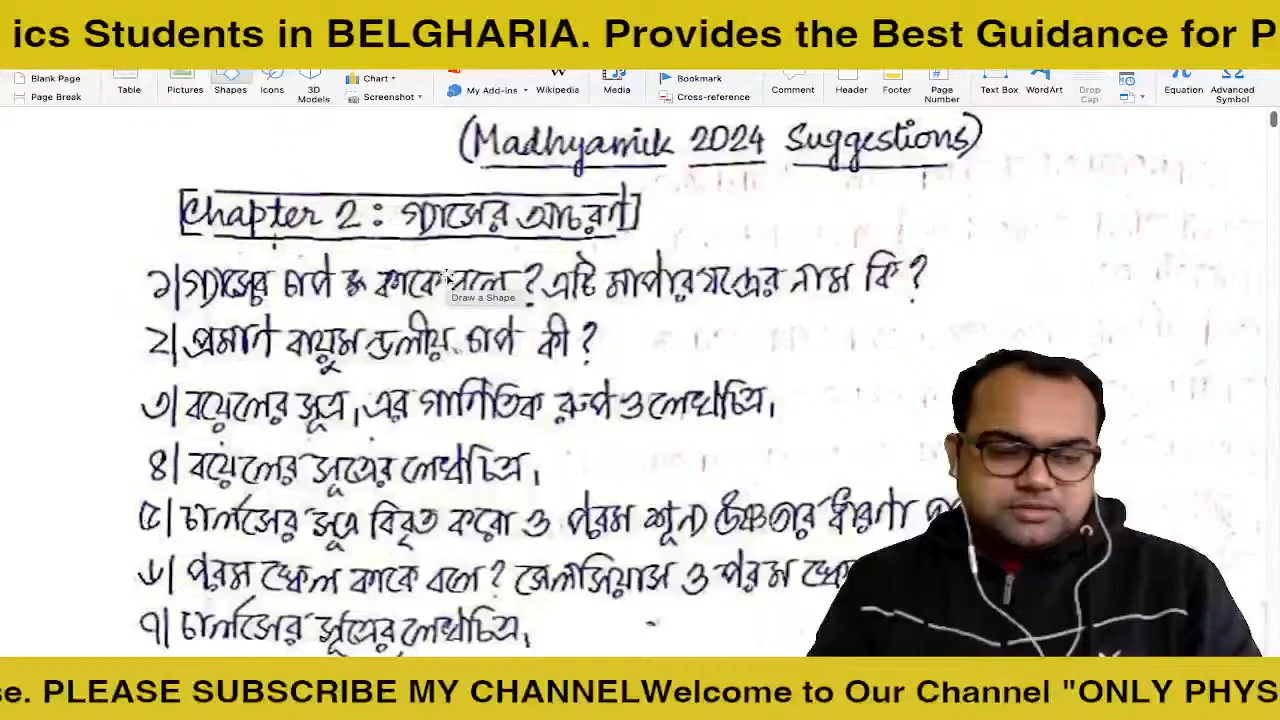 ics Students in BELGHARIA. Provides the Best Guidance for P
Blank Page
Page Break
Table
Pictures
Shapes
Icons
3D Models
Chart
Screenshot
My Add-ins
Wikipedia
Media
Bookmark
Cross-reference
Comment
Header
Footer
Page Number
Text Box
WordArt
Drop Cap
Equation
Advanced Symbol
(Madhyamik 2024 Suggestions)
Chapter 2 : গ্যাসের আচরণ
১| গ্যাসের চাপ কাকে বলে? এটি মাপার যন্ত্রের নাম কি?
Draw a Shape
২| প্রমাণ বায়ুমন্ডলীয় চাপ কী?
৩| বয়েলের সূত্র, এর গাণিতিক রুপ ও লেখচিত্র,
৪| বয়েলের সূত্রের লেখচিত্র,
৫| চার্লসের সূত্র বিবৃত করো ও পরম শূন্য উষ্ণতার ধারণা
৬| পরম স্কেল কাকে বলে? সেলসিয়াস ও পরম
৭| চার্লসের সূত্রের লেখচিত্র,
se. PLEASE SUBSCRIBE MY CHANNELWelcome to Our Channel "ONLY PHYS